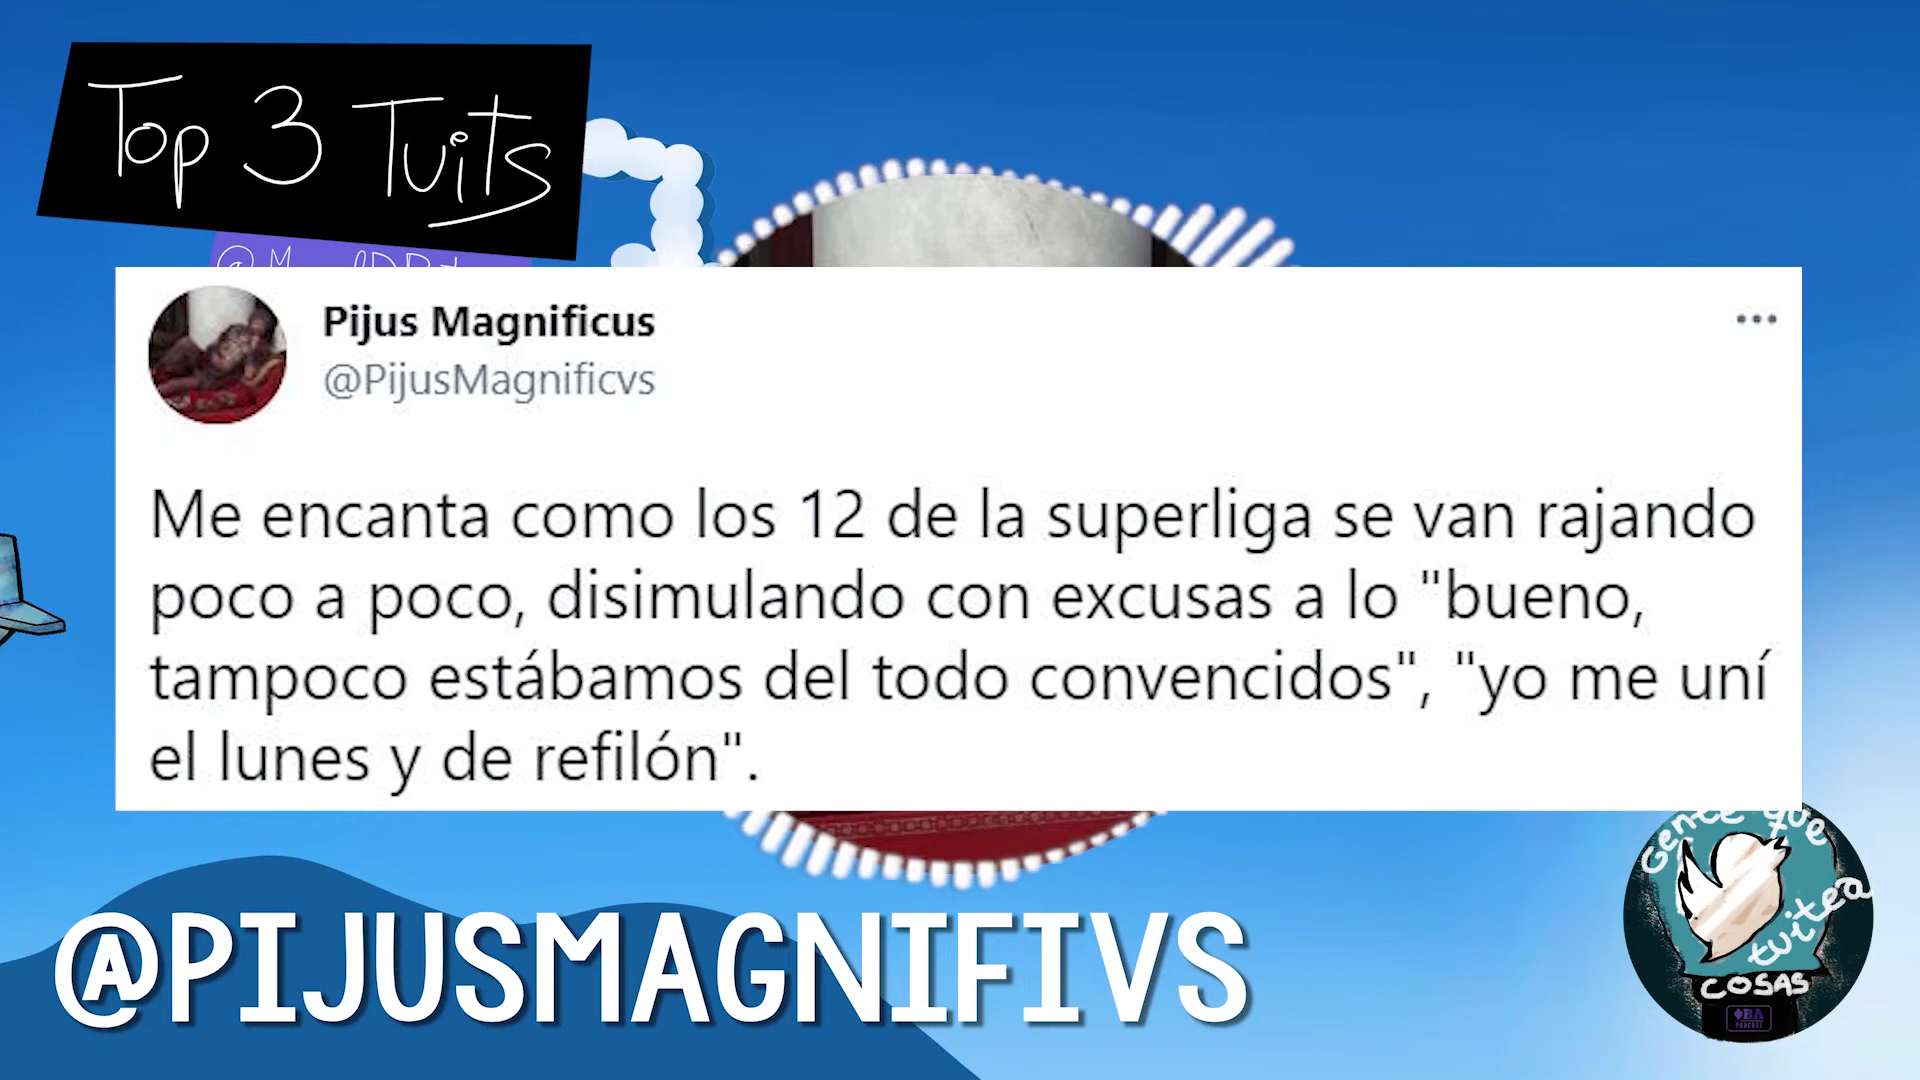 Top 3 Tuits
Pijus Magnificus
@PijusMagnificvs
Me encanta como los 12 de la superliga se van rajando
poco a poco, disimulando con excusas a lo "bueno,
tampoco estábamos del todo convencidos", "yo me uní
el lunes y de refilón".
@PIJUSMAGNIFIVS
Gente que
tuitea
COSAS
ΦBA
PODCAST